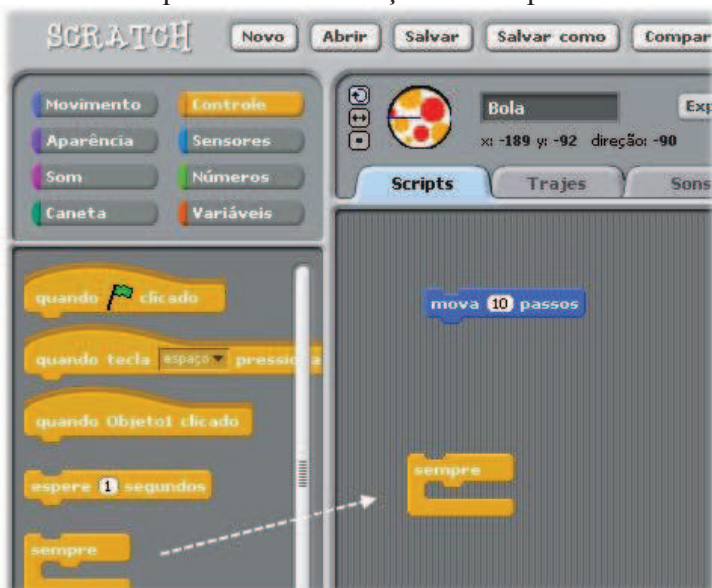 SCRATCH Novo Abrir Salvar Salvar como Compar
Movimento Controle
Aparência Sensores
Som Números
Caneta Variáveis
Bola Exp
x: -189 y: -92 direção: -90
Scripts Trajes Sons
quando clicado
quando tecla espaço pressiona
quando Objeto1 clicado
espere 1 segundos
sempre
mova 10 passos
sempre